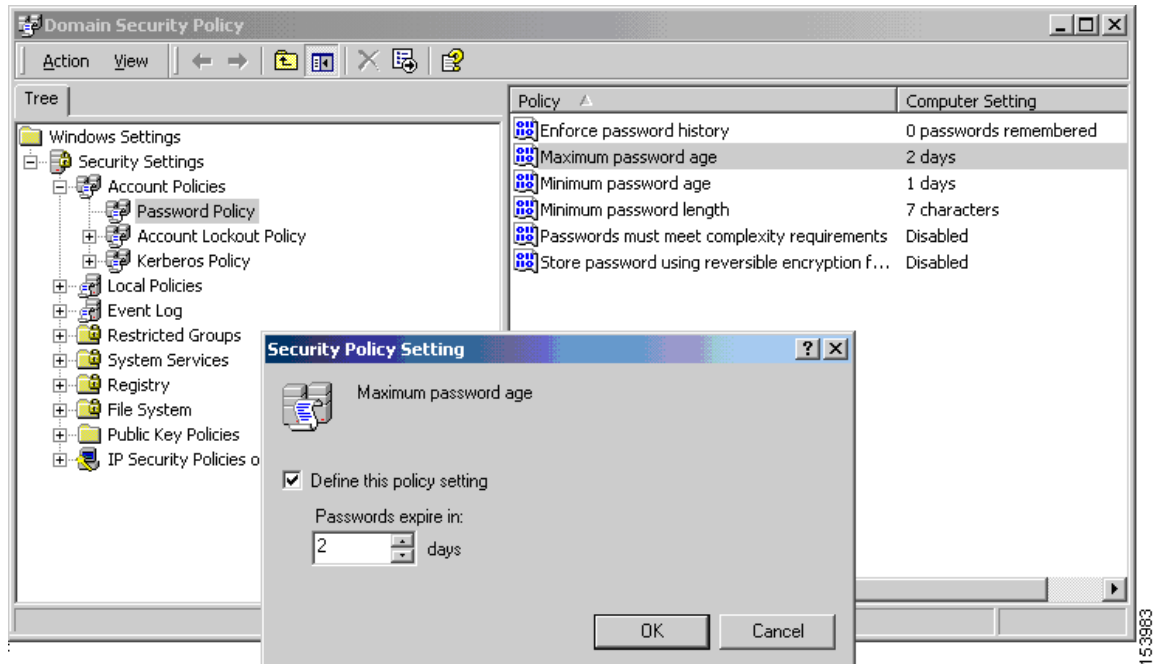 Domain Security Policy
Action View
Tree
Policy Computer Setting
Windows Settings
Security Settings
Account Policies
Password Policy
Account Lockout Policy
Kerberos Policy
Local Policies
Event Log
Restricted Groups
System Services
Registry
File System
Public Key Policies
IP Security Policies o
Enforce password history 0 passwords remembered
Maximum password age 2 days
Minimum password age 1 days
Minimum password length 7 characters
Passwords must meet complexity requirements Disabled
Store password using reversible encryption f... Disabled
Security Policy Setting
Maximum password age
Define this policy setting
Passwords expire in:
2 days
OK Cancel
153983